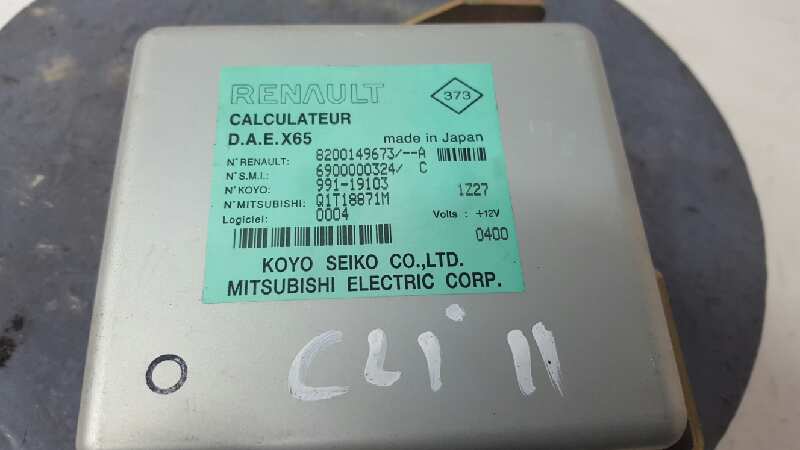 RENAULT
373
CALCULATEUR
D.A.E.X65 made in Japan
N° RENAULT: 8200149673/--A
N° S.M.I.: 6900000324/ C
N° KOYO: 991-19103 1Z27
N° MITSUBISHI: Q1T18871M
Logiciel: 0004 Volts : +12V
0400
KOYO SEIKO CO.,LTD.
MITSUBISHI ELECTRIC CORP.
CLi II